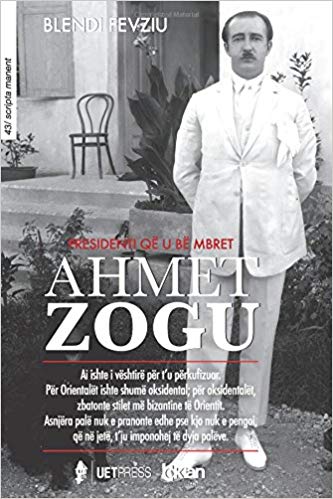 BLENDI FEVZIU
43/ scripta manent
PRESIDENTI QË U BË MBRET
AHMET
ZOGU
Ai ishte i vështirë për t'u përkufizuar.
Për Orientalët ishte shumë oksidental; për oksidentalët,
zbatonte stilet më bizantine të Orientit.
Asnjëra palë nuk e pranonte edhe pse kjo nuk e pengoi,
që në jetë, t'ju imponohej të dyja palëve.
UETPRESS
klan